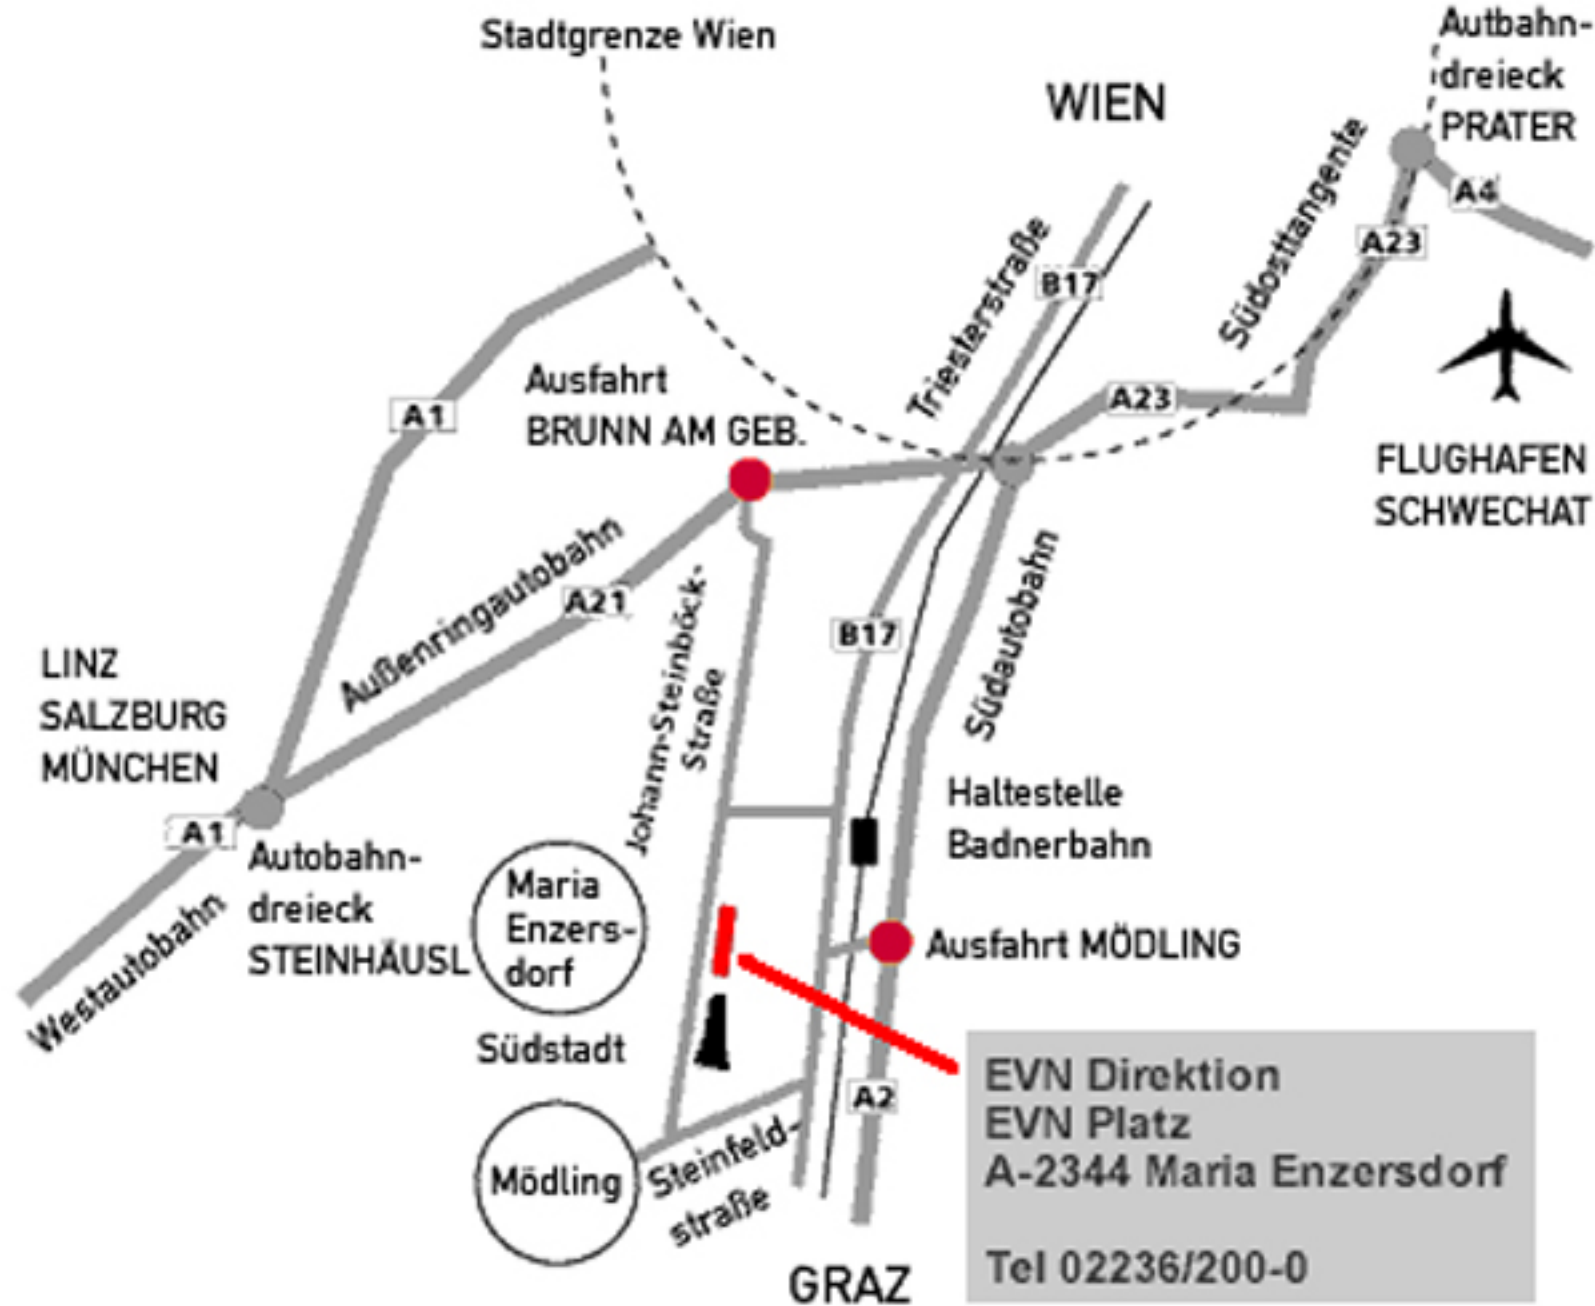 Stadtgrenze Wien
WIEN
Autbahn-
dreieck
PRATER
A4
A23
Südosttangente
B17
Triesterstraße
A23
FLUGHAFEN
SCHWECHAT
A1
Ausfahrt
BRUNN AM GEB.
Außenringautobahn
A21
Johann-Steinböck-
Straße
B17
Südautobahn
LINZ
SALZBURG
MÜNCHEN
A1
Autobahn-
dreieck
STEINHÄUSL
Westautobahn
Haltestelle
Badnerbahn
Maria
Enzers-
dorf
Ausfahrt MÖDLING
Südstadt
A2
Mödling
Steinfeld-
straße
GRAZ
EVN Direktion
EVN Platz
A-2344 Maria Enzersdorf
Tel 02236/200-0